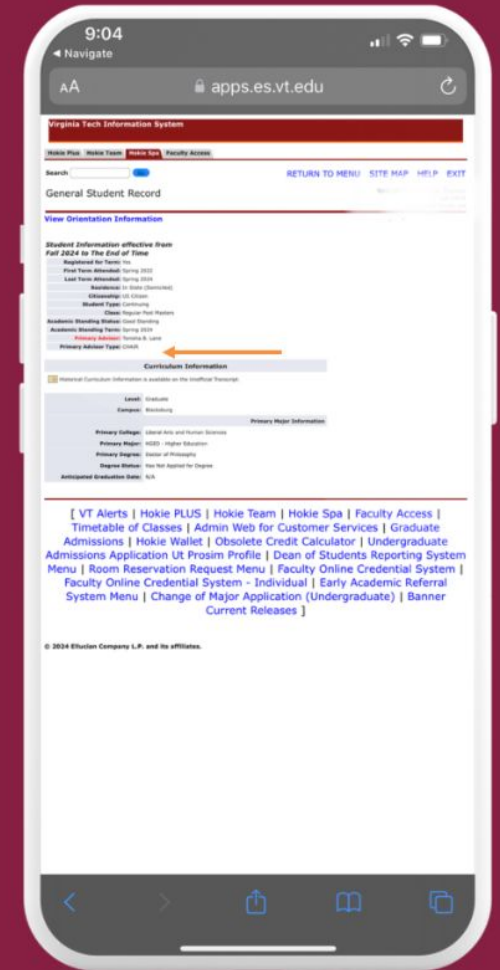 9:04
Navigate
AA
apps.es.vt.edu
Virginia Tech Information System
Hokie Plus Hokie Team Hokie Spa Faculty Access
Search
RETURN TO MENU SITE MAP HELP EXIT
General Student Record
View Orientation Information
Student Information effective from
Fall 2024 to The End of Time
Registered for Term: Yes
First Term Attended: Spring 2022
Last Term Attended: Spring 2024
Residence: In State (Domiciled)
Citizenship: US Citizen
Student Type: Continuing
Class: Regular Post Masters
Academic Standing Status: Good Standing
Academic Standing Term: Spring 2024
Primary Advisor: B. Lane
Primary Advisor Type: CHAIR
Curriculum Information
Historical Curriculum Information is available on the Unofficial Transcript.
Level: Graduate
Campus: Blacksburg
Primary Major Information
Primary College: Liberal Arts and Human Sciences
Primary Major: HIED - Higher Education
Primary Degree: Doctor of Philosophy
Degree Status: Has Not Applied for Degree
Anticipated Graduation Date: N/A
[ VT Alerts | Hokie PLUS | Hokie Team | Hokie Spa | Faculty Access |
Timetable of Classes | Admin Web for Customer Services | Graduate
Admissions | Hokie Wallet | Obsolete Credit Calculator | Undergraduate
Admissions Application Ut Prosim Profile | Dean of Students Reporting System
Menu | Room Reservation Request Menu | Faculty Online Credential System |
Faculty Online Credential System - Individual | Early Academic Referral
System Menu | Change of Major Application (Undergraduate) | Banner
Current Releases ]
© 2024 Ellucian Company L.P. and its affiliates.